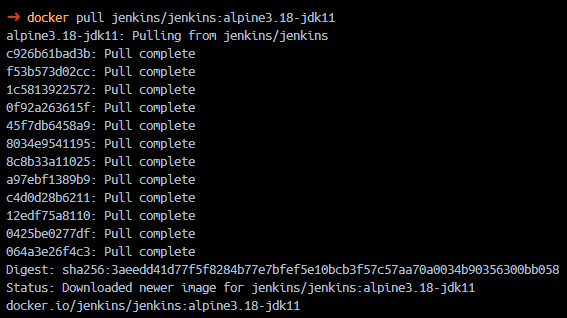 ➜ docker pull jenkins/jenkins:alpine3.18-jdk11
alpine3.18-jdk11: Pulling from jenkins/jenkins
c926b61bad3b: Pull complete
f53b573d02cc: Pull complete
1c5813922572: Pull complete
0f92a263615f: Pull complete
45f7db6458a9: Pull complete
8034e9541195: Pull complete
8c8b33a11025: Pull complete
a97ebf1389b9: Pull complete
c4d0d28b6211: Pull complete
12edf75a8110: Pull complete
0425be0277df: Pull complete
064a3e26f4c3: Pull complete
Digest: sha256:3aeedd41d77f5f8284b77e7bfef5e10bcb3f57c57aa70a0034b90356300bb058
Status: Downloaded newer image for jenkins/jenkins:alpine3.18-jdk11
docker.io/jenkins/jenkins:alpine3.18-jdk11